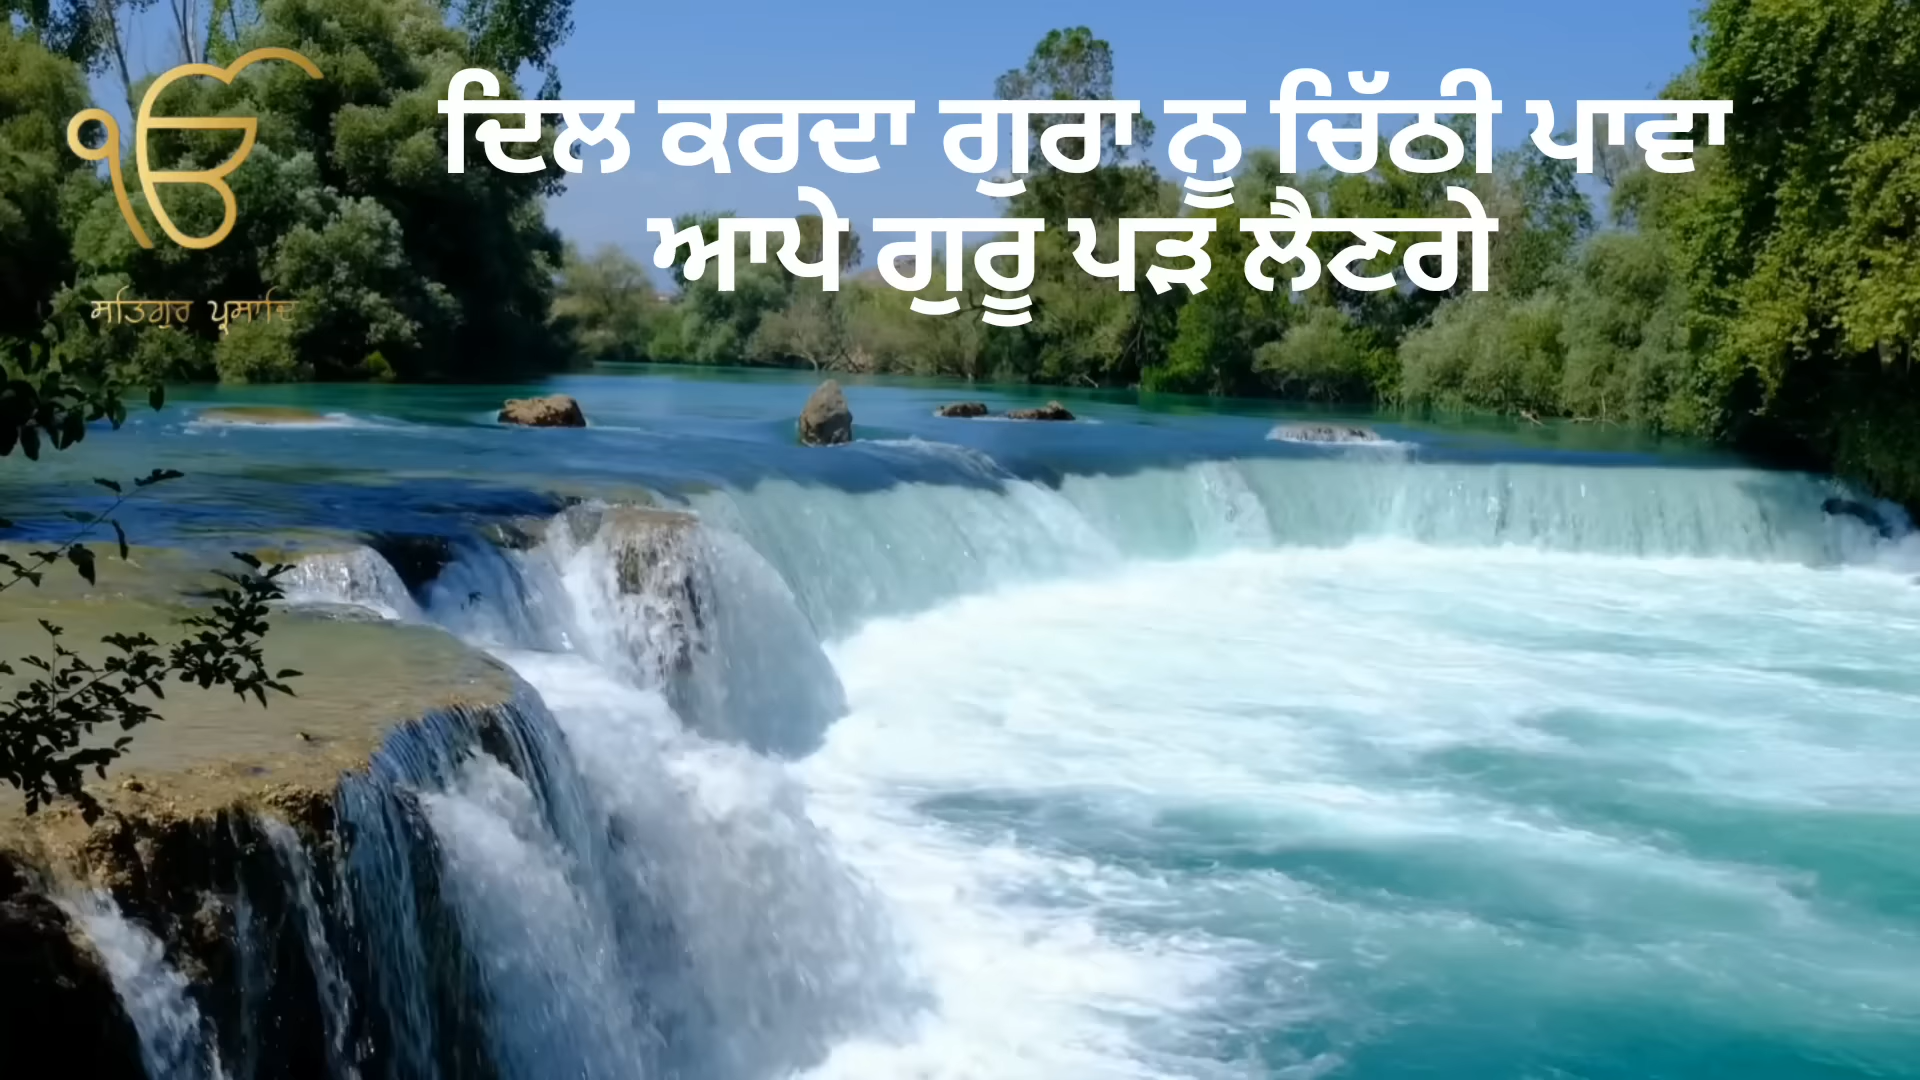 ੴ
ਸਤਿਗੁਰ ਪ੍ਰਸਾਦਿ
ਦਿਲ ਕਰਦਾ ਗੁਰਾ ਨੂ ਚਿੱਠੀ ਪਾਵਾ
ਆਪੇ ਗੁਰੂ ਪੜ ਲੈਣਗੇ